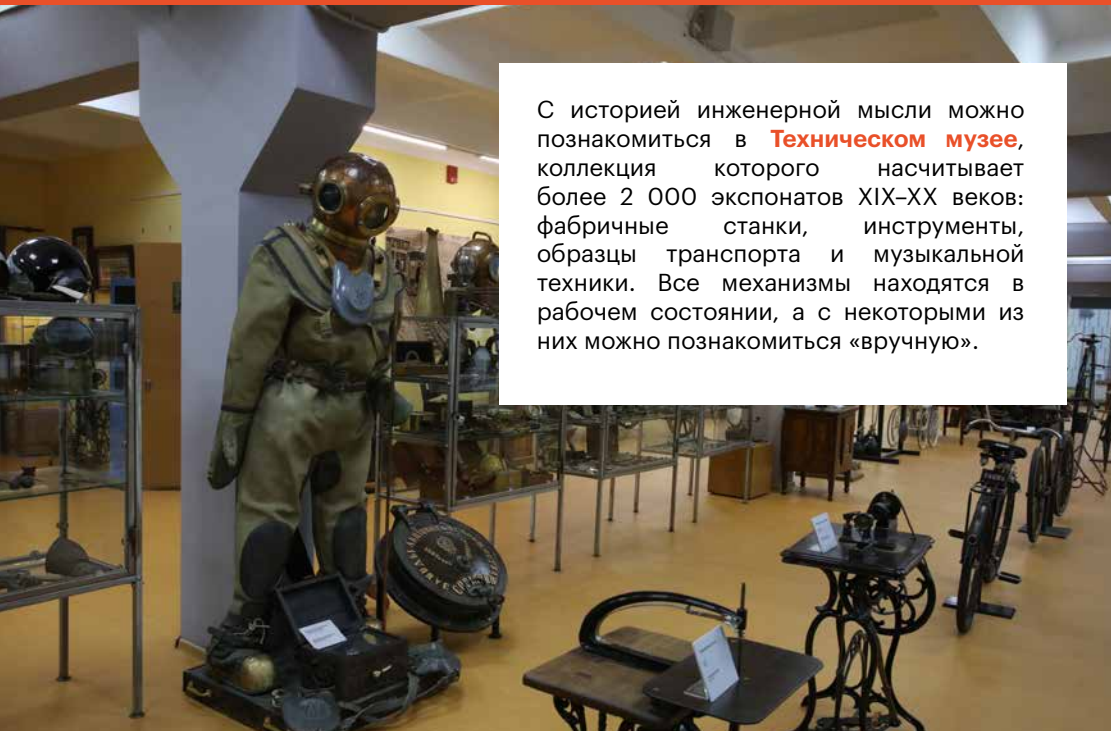 С историей инженерной мысли можно
познакомиться в Техническом музее,
коллекция которого насчитывает
более 2 000 экспонатов XIX–XX веков:
фабричные станки, инструменты,
образцы транспорта и музыкальной
техники. Все механизмы находятся в
рабочем состоянии, а с некоторыми из
них можно познакомиться «вручную».